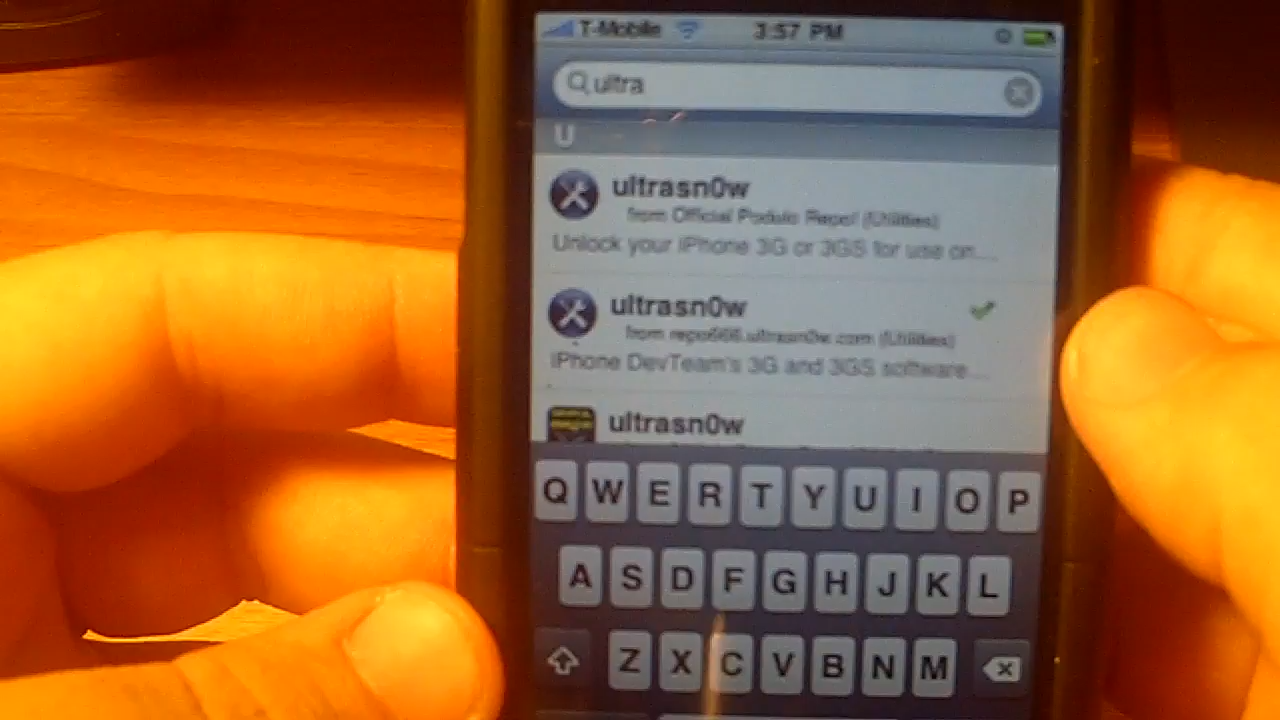 T-Mobile 3:57 PM
ultra
U
ultrasn0w
from Official Podulo Repo! (Utilities)
Unlock your iPhone 3G or 3GS for use on....
ultrasn0w
from repo666.ultrasn0w.com (Utilities)
iPhone DevTeam's 3G and 3GS software...
ultrasn0w
Q W E R T Y U I O P
A S D F G H J K L
Z X C V B N M